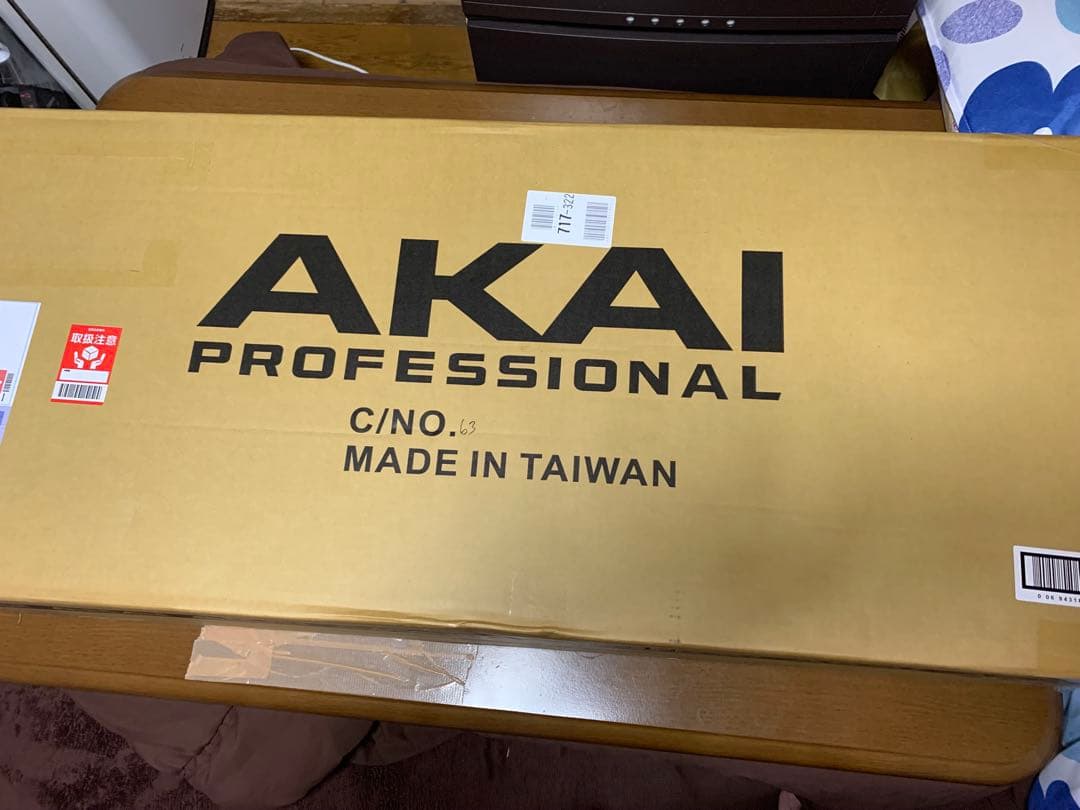 717-322
AKAI
PROFESSIONAL
取扱注意
C/NO. 63
MADE IN TAIWAN